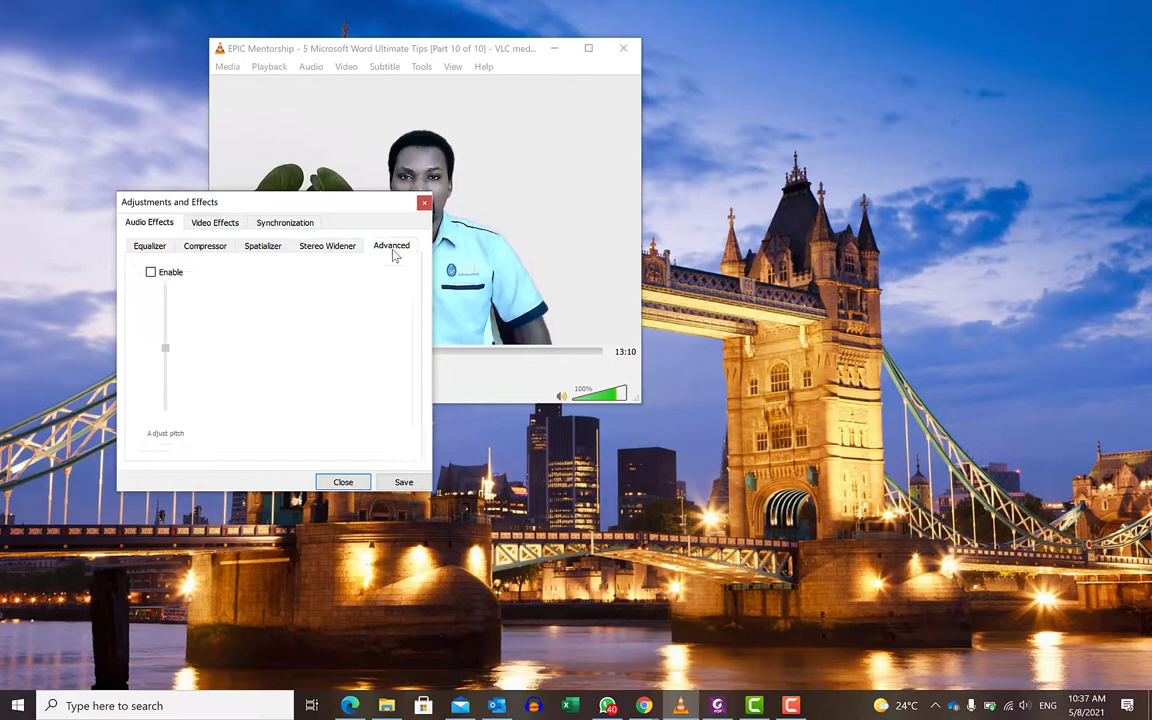 EPIC Mentorship - 5 Microsoft Word Ultimate Tips [Part 10 of 10] - VLC med...
Media Playback Audio Video Subtitle Tools View Help
Adjustments and Effects
Audio Effects Video Effects Synchronization
Equalizer Compressor Spatializer Stereo Widener Advanced
Enable
13:10
100%
Adjust pitch
Close Save
Type here to search
40
24°C
ENG
10:37 AM
5/8/2021